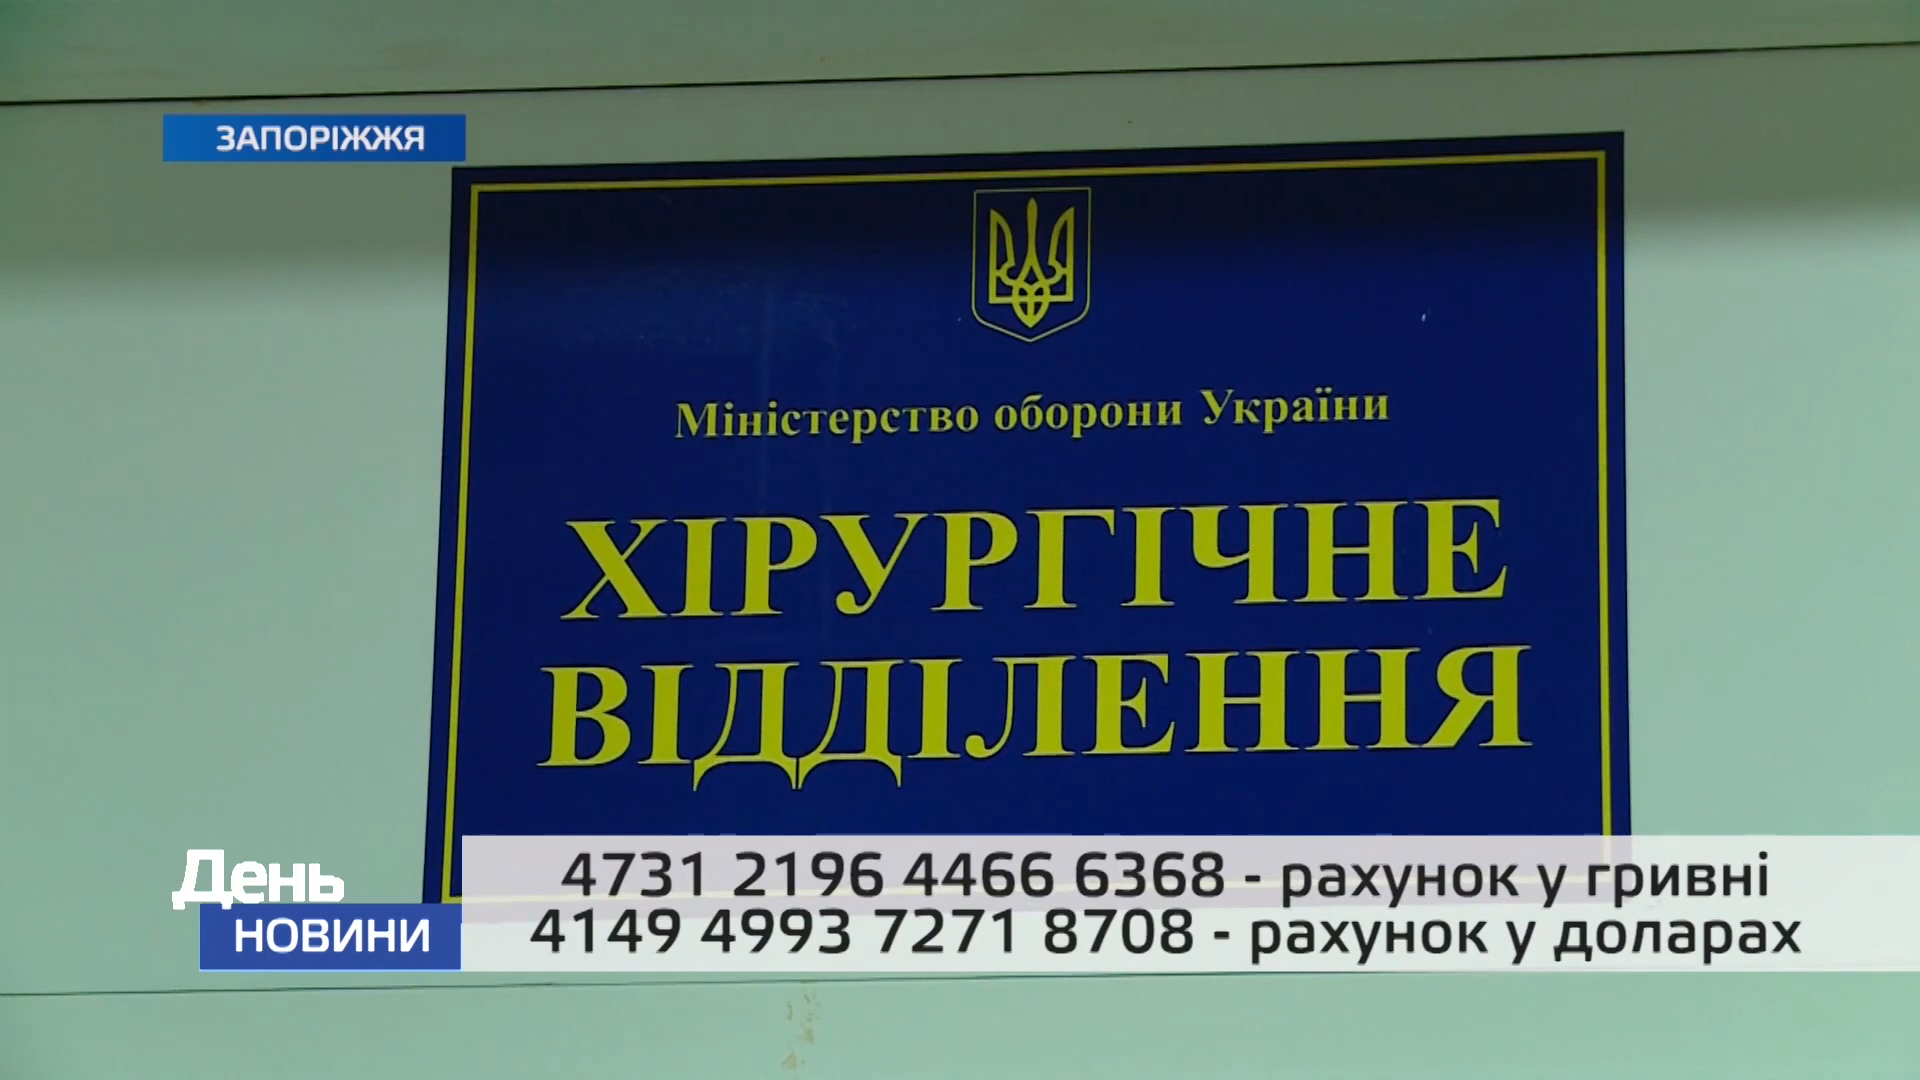 ЗАПОРІЖЖЯ
Міністерство оборони України
ХІРУРГІЧНЕ
ВІДДІЛЕННЯ
День
НОВИНИ
4731 2196 4466 6368 - рахунок у гривні
4149 4993 7271 8708 - рахунок у доларах